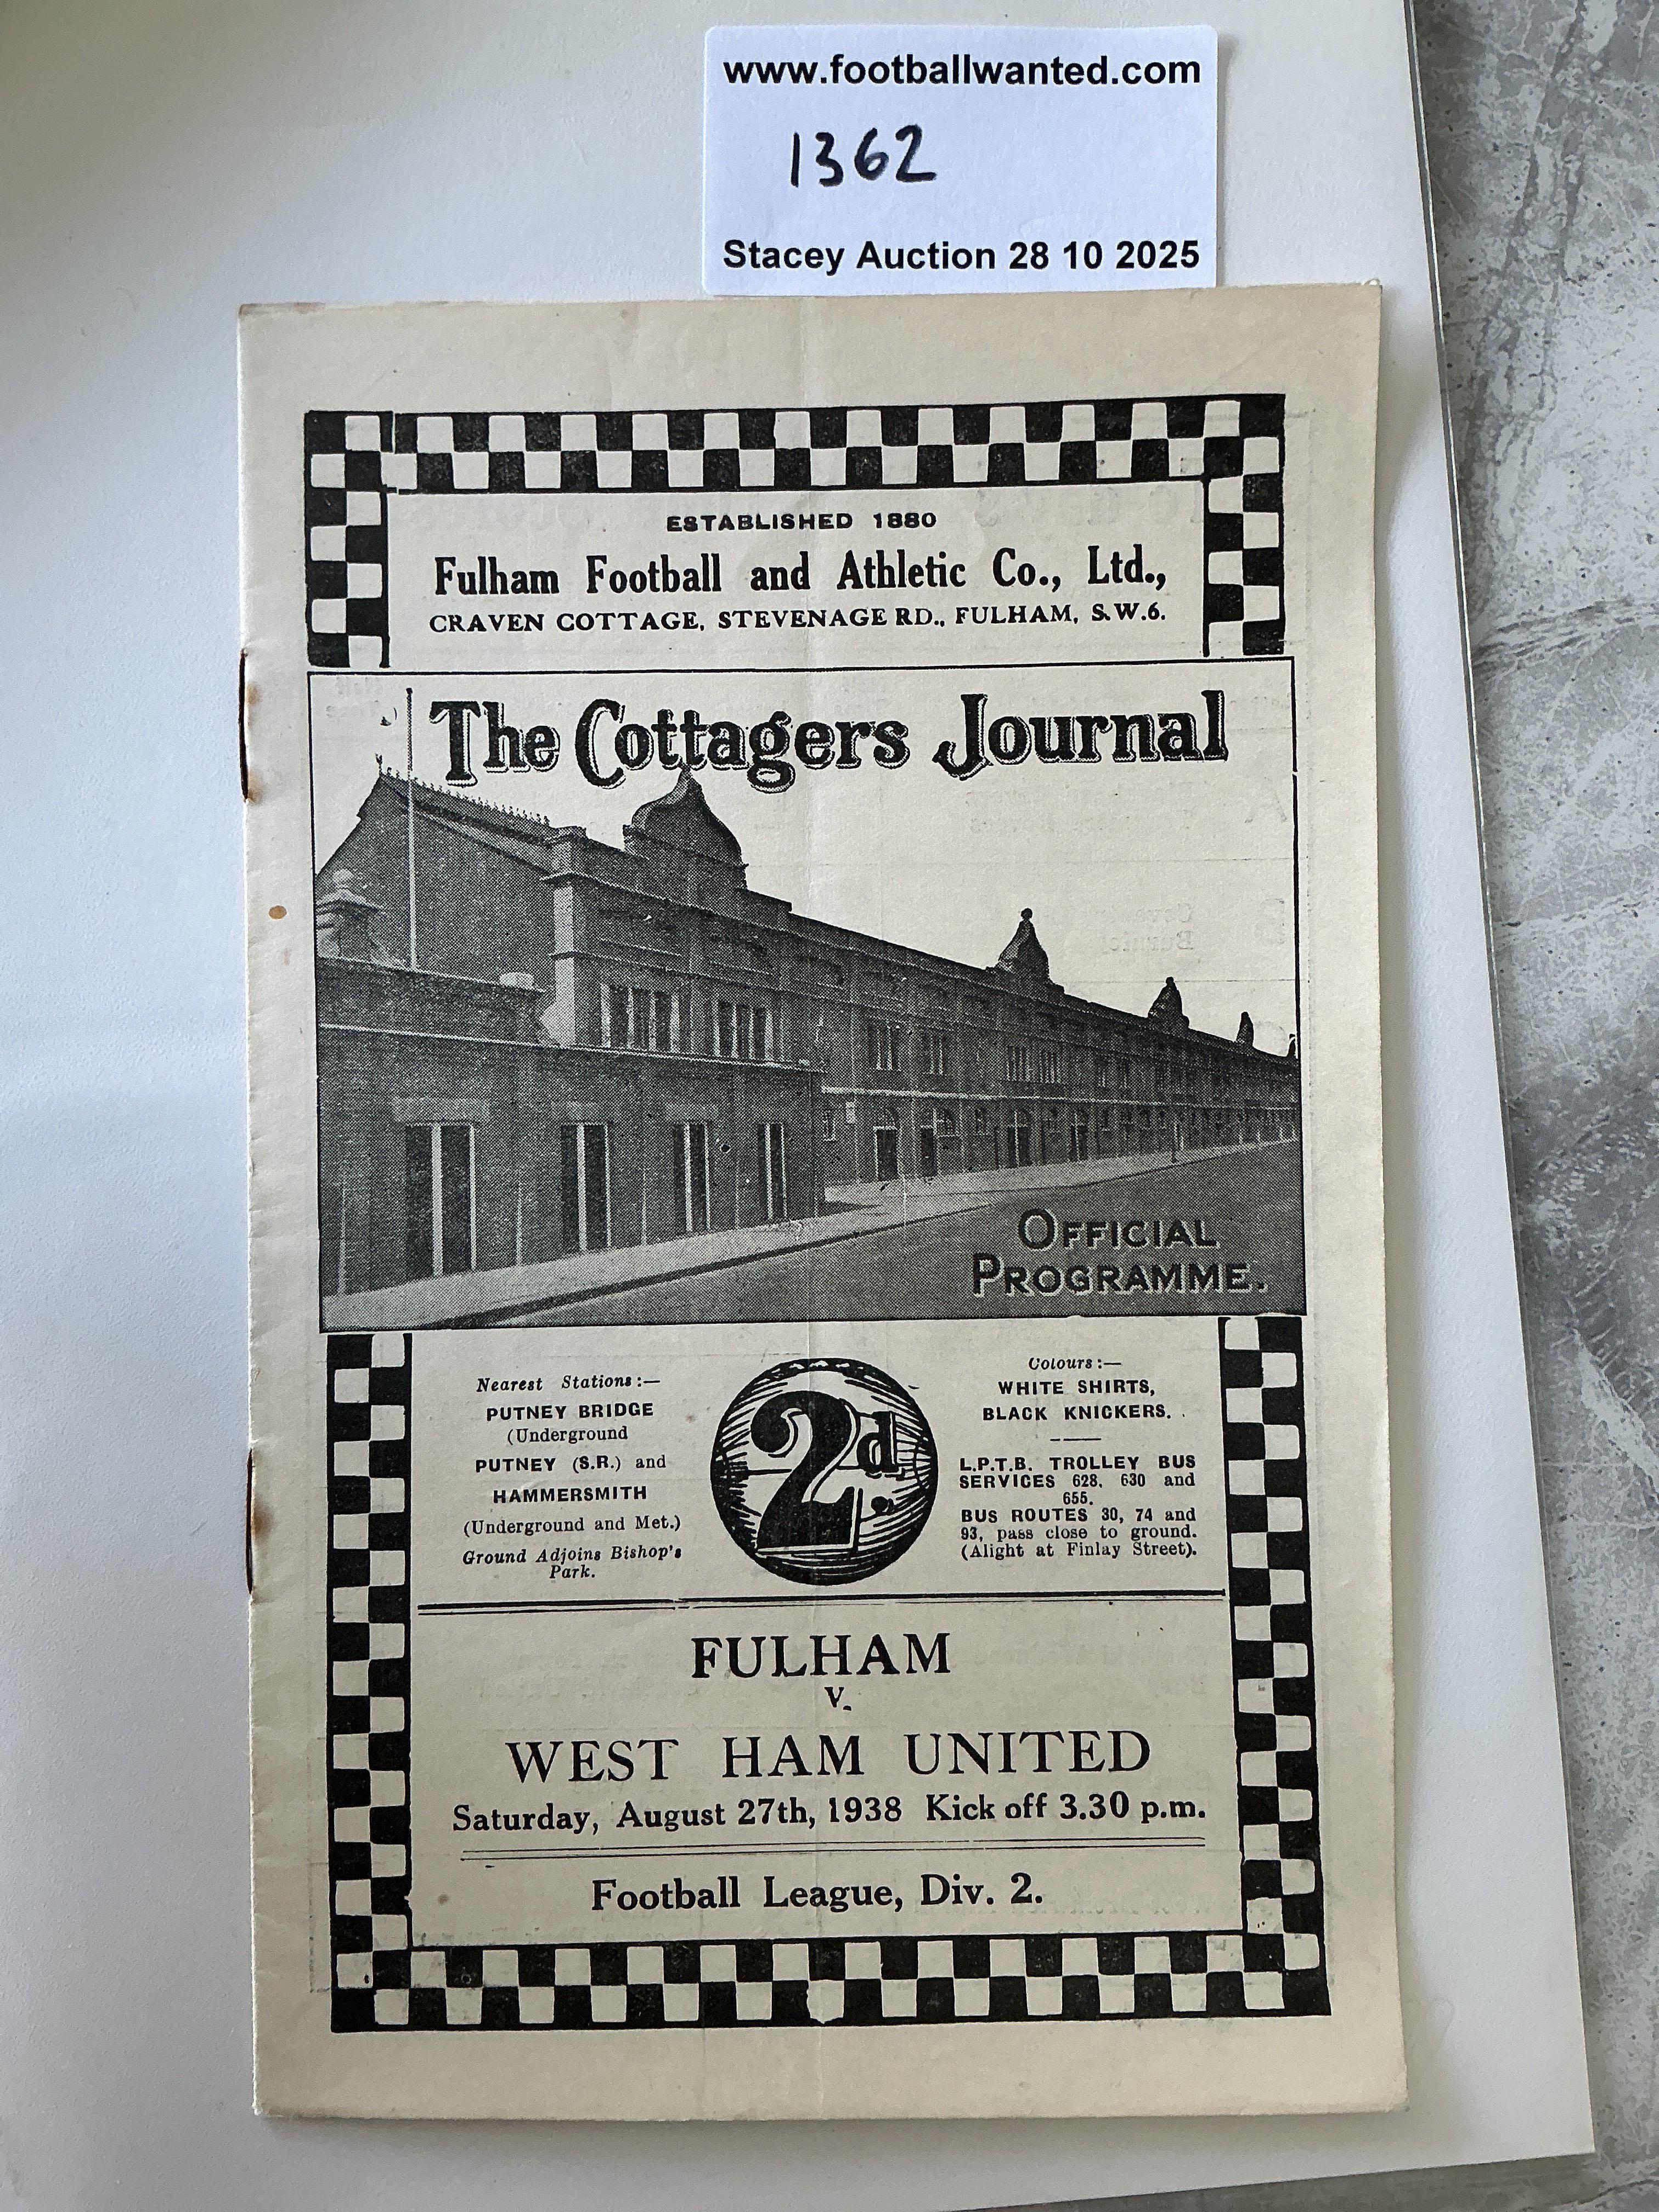 www.footballwanted.com
1362
Stacey Auction 28 10 2025
ESTABLISHED 1880
Fulham Football and Athletic Co., Ltd.,
CRAVEN COTTAGE, STEVENAGE RD., FULHAM, S.W.6.
The Cottagers Journal
OFFICIAL
PROGRAMME.
Nearest Stations :—
PUTNEY BRIDGE
(Underground
PUTNEY (S.R.) and
HAMMERSMITH
(Underground and Met.)
Ground Adjoins Bishop's
Park.
2d.
Colours :—
WHITE SHIRTS,
BLACK KNICKERS.
L.P.T.B. TROLLEY BUS
SERVICES 628, 630 and
655.
BUS ROUTES 30, 74 and
93, pass close to ground.
(Alight at Finlay Street).
FULHAM
v.
WEST HAM UNITED
Saturday, August 27th, 1938 Kick off 3.30 p.m.
Football League, Div. 2.